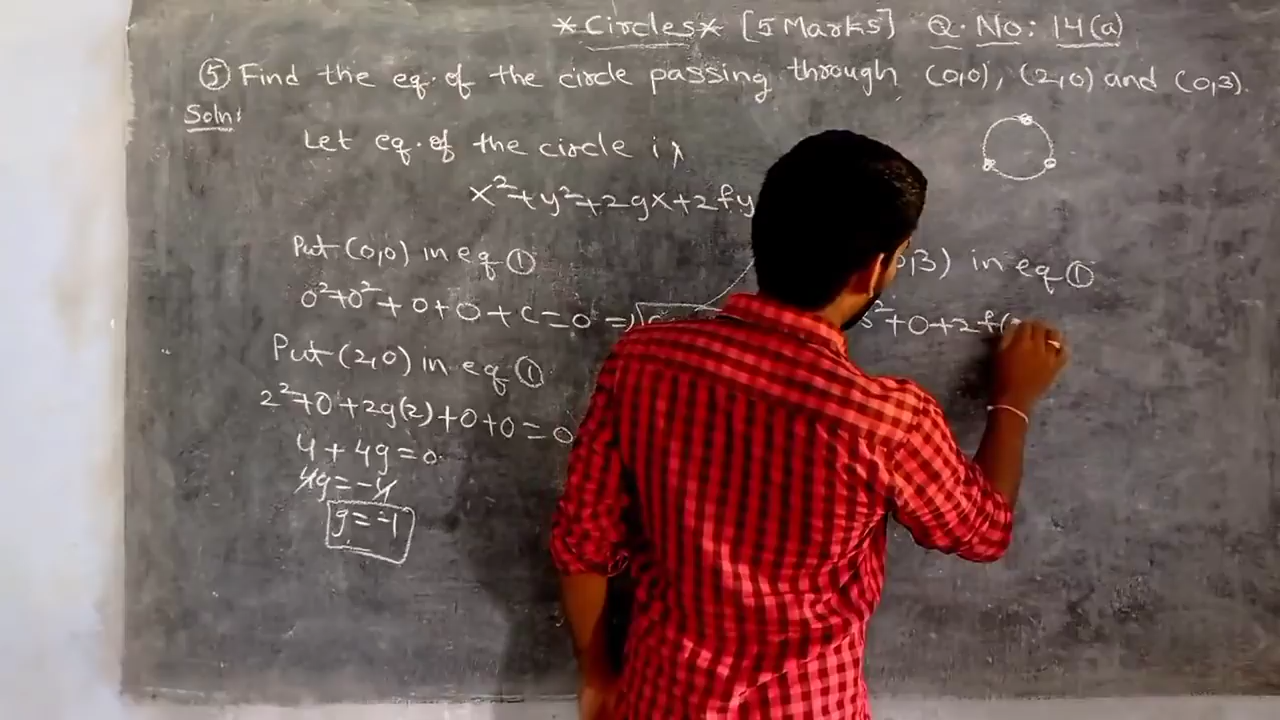 *Circles* [5 Marks] Q. No: 14(a)
⑤ Find the eq. of the circle passing through (0,0), (2,0) and (0,3).
Soln:
Let eq. of the circle is
x²+y²+2gx+2fy
Put (0,0) in eq ①
0²+0²+0+0+c=0 ⇒
Put (2,0) in eq ①
2²+0+2g(2)+0+0=0
4+4g=0
4g=-4
g=-1
,3) in eq ①
²+0+2f(